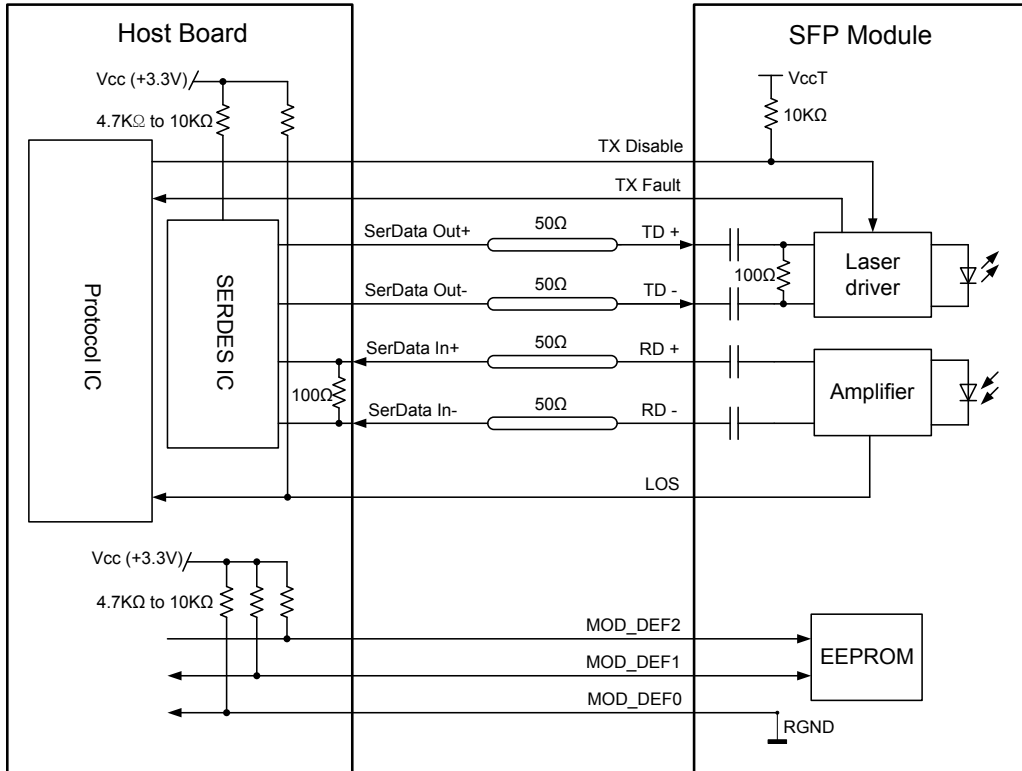 Host Board
SFP Module
Vcc (+3.3V)
4.7KΩ to 10KΩ
VccT
10KΩ
TX Disable
TX Fault
SerData Out+
50Ω
TD +
SerData Out-
50Ω
TD -
100Ω
Laser
driver
Protocol IC
SERDES IC
SerData In+
50Ω
RD +
100Ω
SerData In-
50Ω
RD -
Amplifier
LOS
Vcc (+3.3V)
4.7KΩ to 10KΩ
MOD_DEF2
MOD_DEF1
MOD_DEF0
EEPROM
RGND